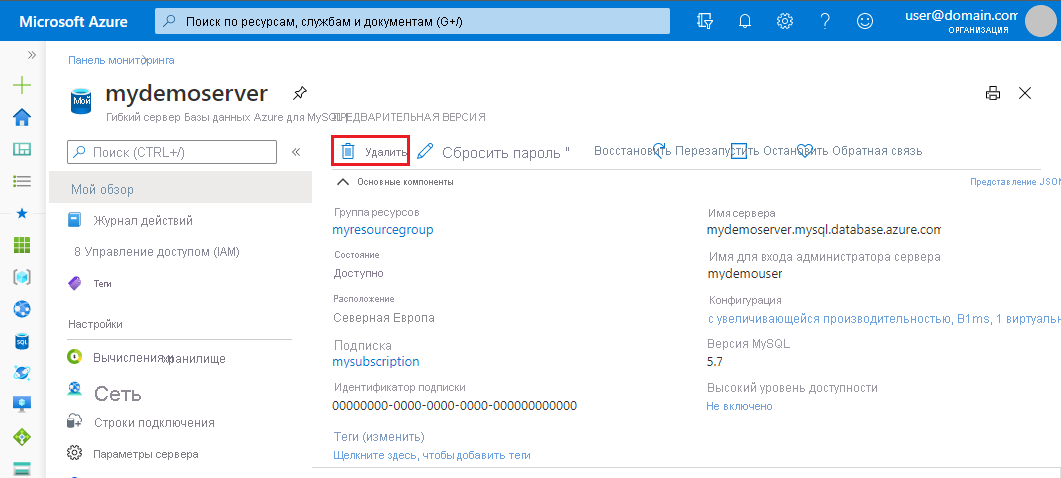 Microsoft Azure
Поиск по ресурсам, службам и документам (G+/)
user@domain.com
ОРГАНИЗАЦИЯ
Панель мониторинга
mydemoserver
Мой
Гибкий сервер Базы данных Azure для MySQL
ПРЕДВАРИТЕЛЬНАЯ ВЕРСИЯ
Поиск (CTRL+/)
Удалить
Сбросить пароль "
Восстановить Перезапустить Остановить Обратная связь
Мой обзор
Журнал действий
8 Управление доступом (IAM)
Теги
Настройки
Вычисления и хранилище
Сеть
Строки подключения
Параметры сервера
SQL
Основные компоненты
Представление JSON
Группа ресурсов
myresourcegroup
Состояние
Доступно
Расположение
Северная Европа
Подписка
mysubscription
Идентификатор подписки
00000000-0000-0000-0000-000000000000
Теги (изменить)
Щелкните здесь, чтобы добавить теги
Имя сервера
mydemoserver.mysql.database.azure.com
Имя для входа администратора сервера
mydemouser
Конфигурация
с увеличивающейся производительностью, B1ms, 1 виртуальн
Версия MySQL
5.7
Высокий уровень доступности
Не включено